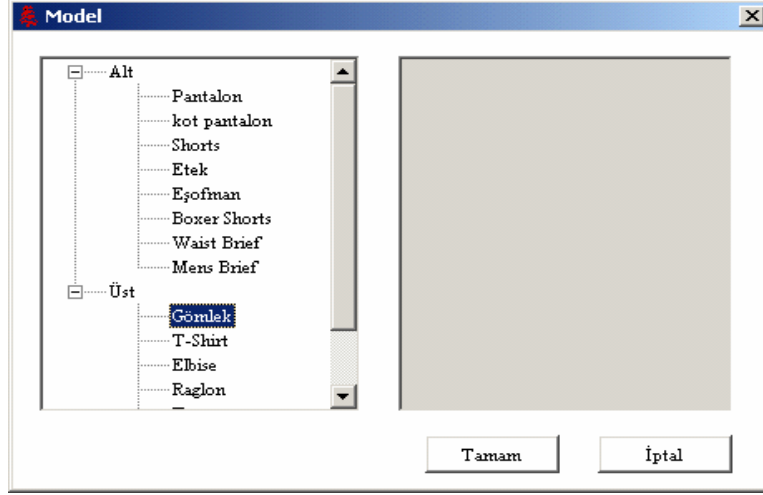 Model
Alt
Pantalon
kot pantalon
Shorts
Etek
Eşofman
Boxer Shorts
Waist Brief
Mens Brief
Üst
Gömlek
T-Shirt
Elbise
Raglon
Tamam
İptal